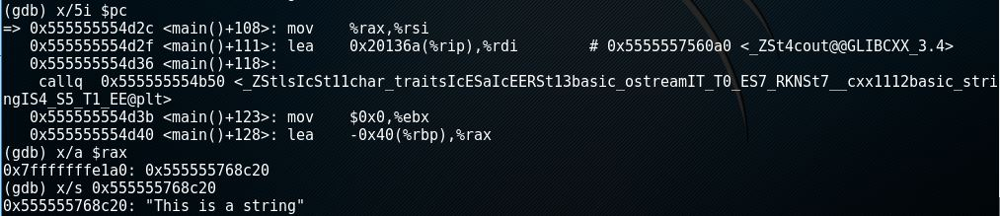 (gdb) x/5i $pc
=> 0x555555554d2c <main()+108>: mov    %rax,%rsi
   0x555555554d2f <main()+111>: lea    0x20136a(%rip),%rdi        # 0x5555557560a0 <_ZSt4cout@@GLIBCXX_3.4>
   0x555555554d36 <main()+118>:
    callq  0x555555554b50 <_ZStlsIcSt11char_traitsIcESaIcEERSt13basic_ostreamIT_T0_ES7_RKNSt7__cxx1112basic_stri
ngIS4_S5_T1_EE@plt>
   0x555555554d3b <main()+123>: mov    $0x0,%ebx
   0x555555554d40 <main()+128>: lea    -0x40(%rbp),%rax
(gdb) x/a $rax
0x7fffffffe1a0: 0x555555768c20
(gdb) x/s 0x555555768c20
0x555555768c20: "This is a string"